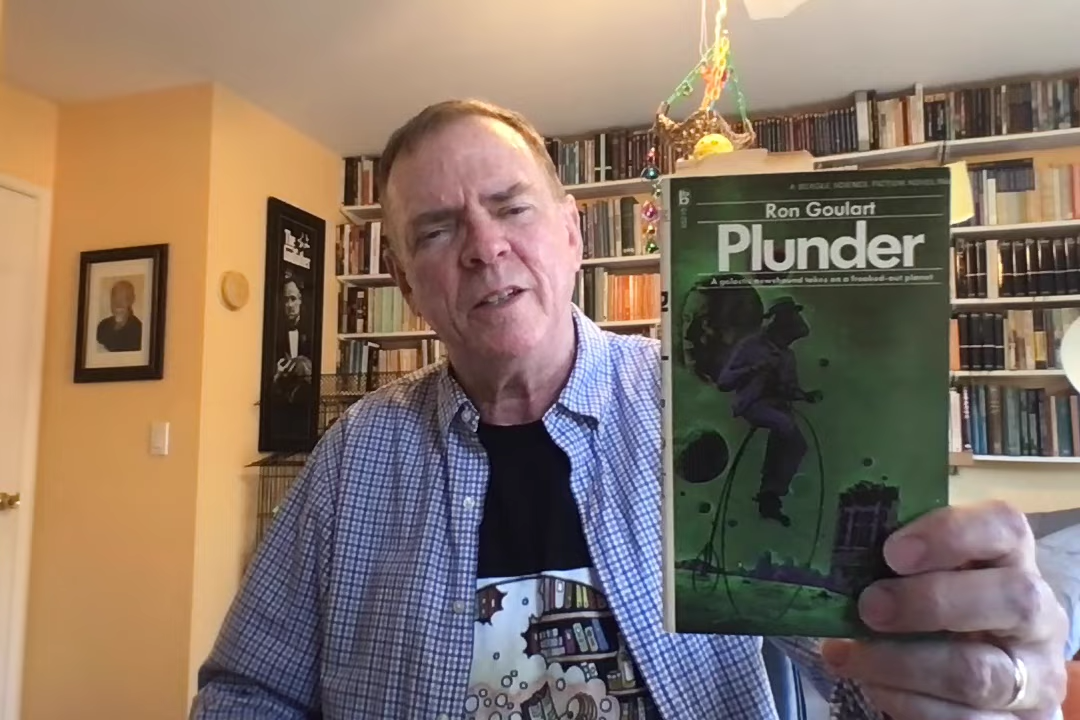 The
Godfather
A BERKLEY SCIENCE FICTION NOVEL
Ron Goulart
Plunder
A galactic newshound takes on a freaked-out planet